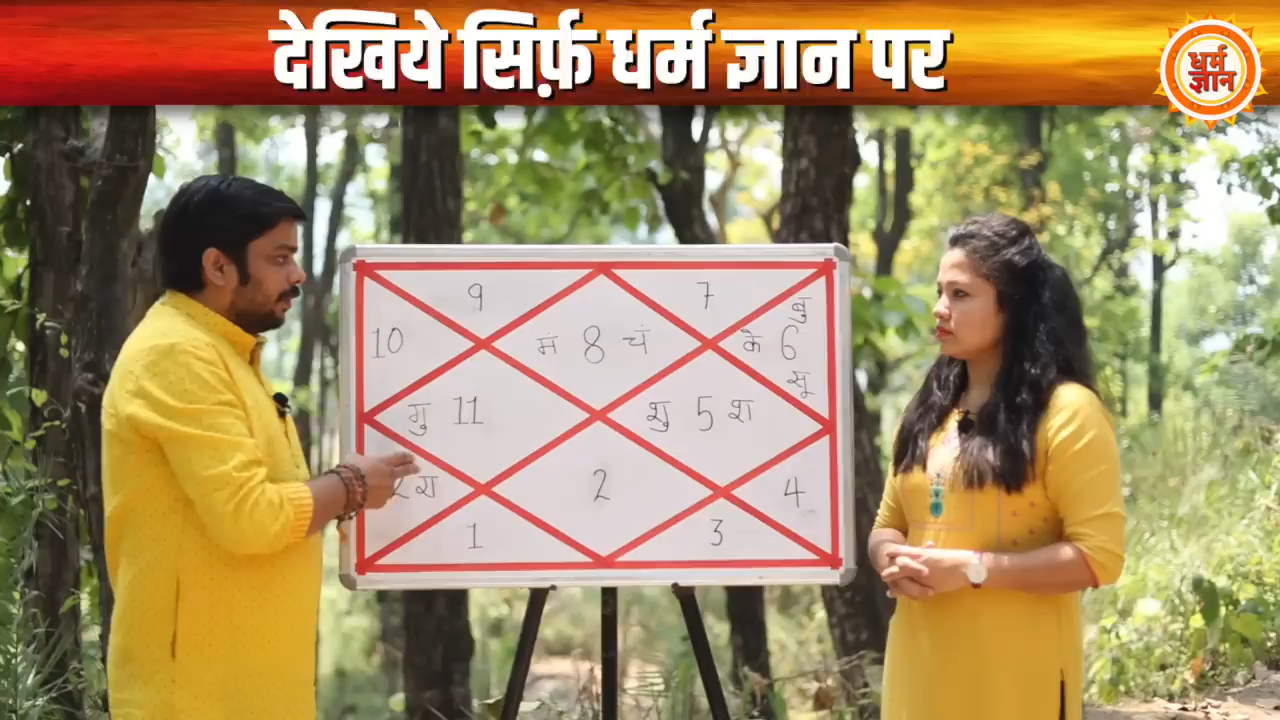 देखिये सिर्फ़ धर्म ज्ञान पर
धर्म
ज्ञान
9
7
बु
10
मं 8 चं
के 6
सू
गु 11
शु 5 श
2
रा
4
1
3